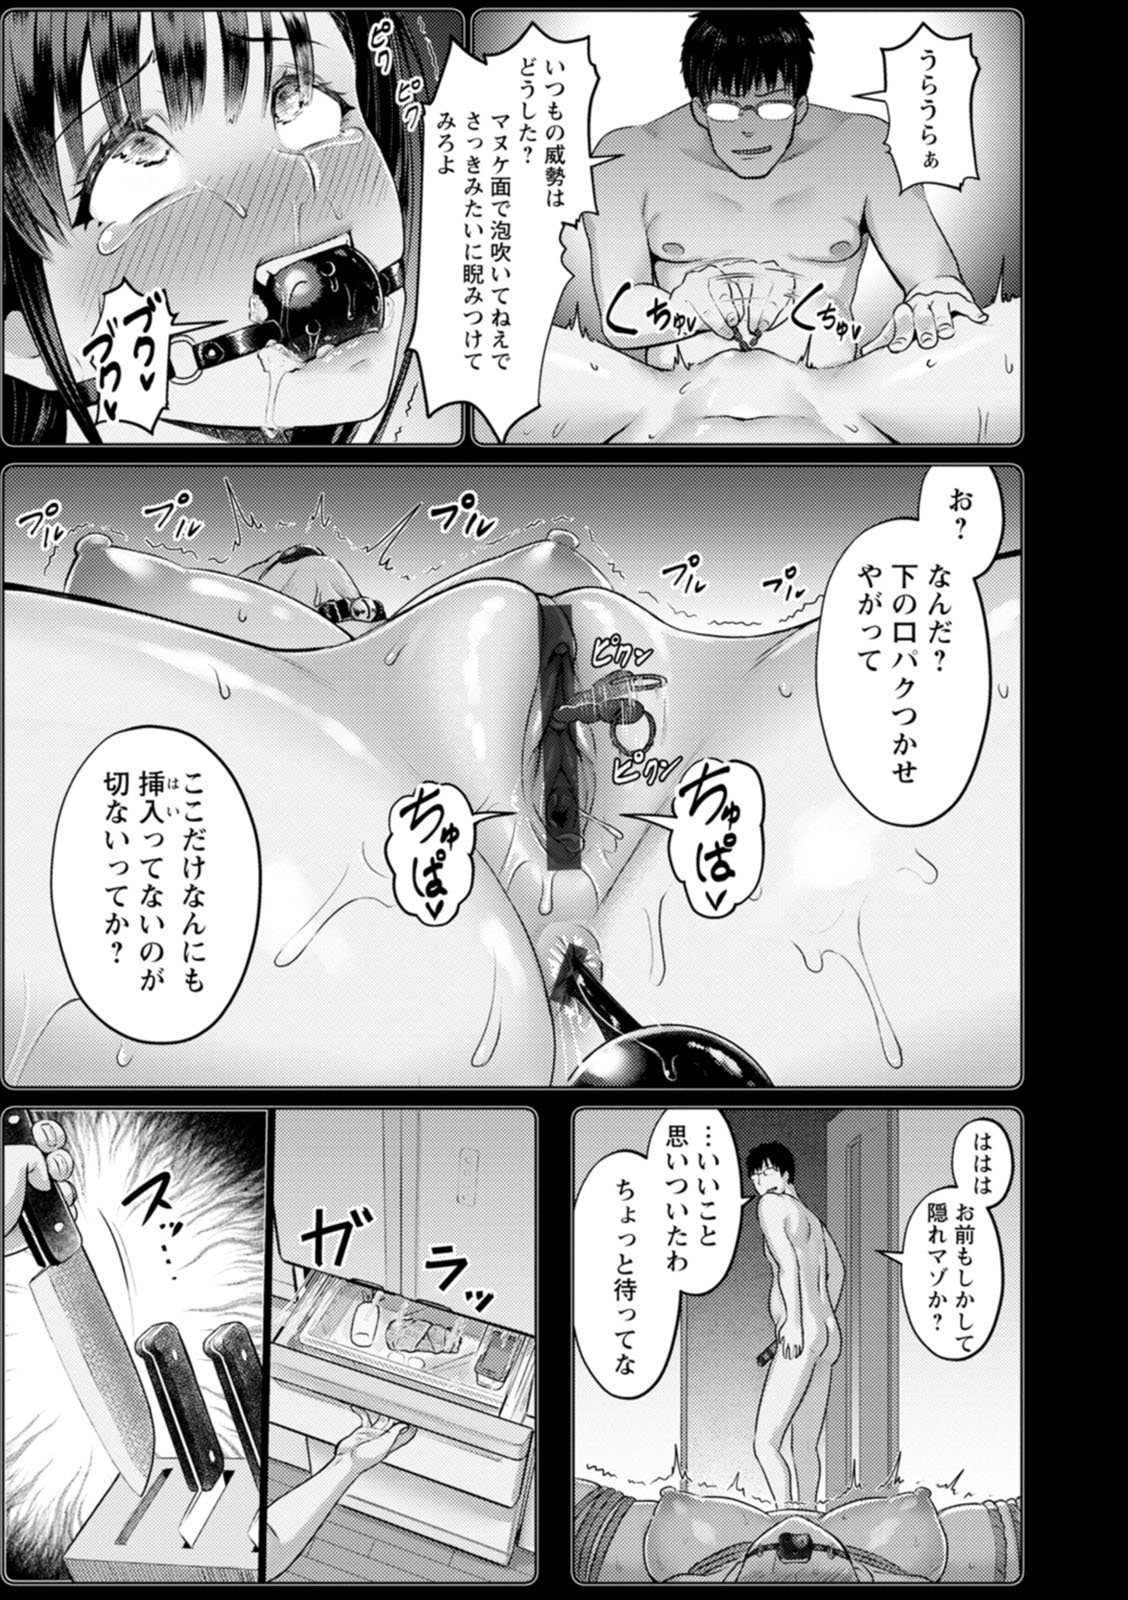 うらうらぁ
いつもの威勢は
どうした？
マヌケ面で泡吹いてねえで
さっきみたいに睨みつけて
みろよ
くちゅ♥
くちゅ♥
ピク
ピク
ブク♥
ブク♥
お？
なんだ？
下の口パクつかせ
やがって
プル
プル
プル
プル
プル
ピクン
ピクン
ちゅぱ♥
ちゅぱ♥
ここだけなんにも
挿入ってないのが
はい
切ないってか？
ははは
お前もしかして
隠れマゾか？
…いいこと
思いついたわ
ちょっと待ってな
ガラッ
スッ…